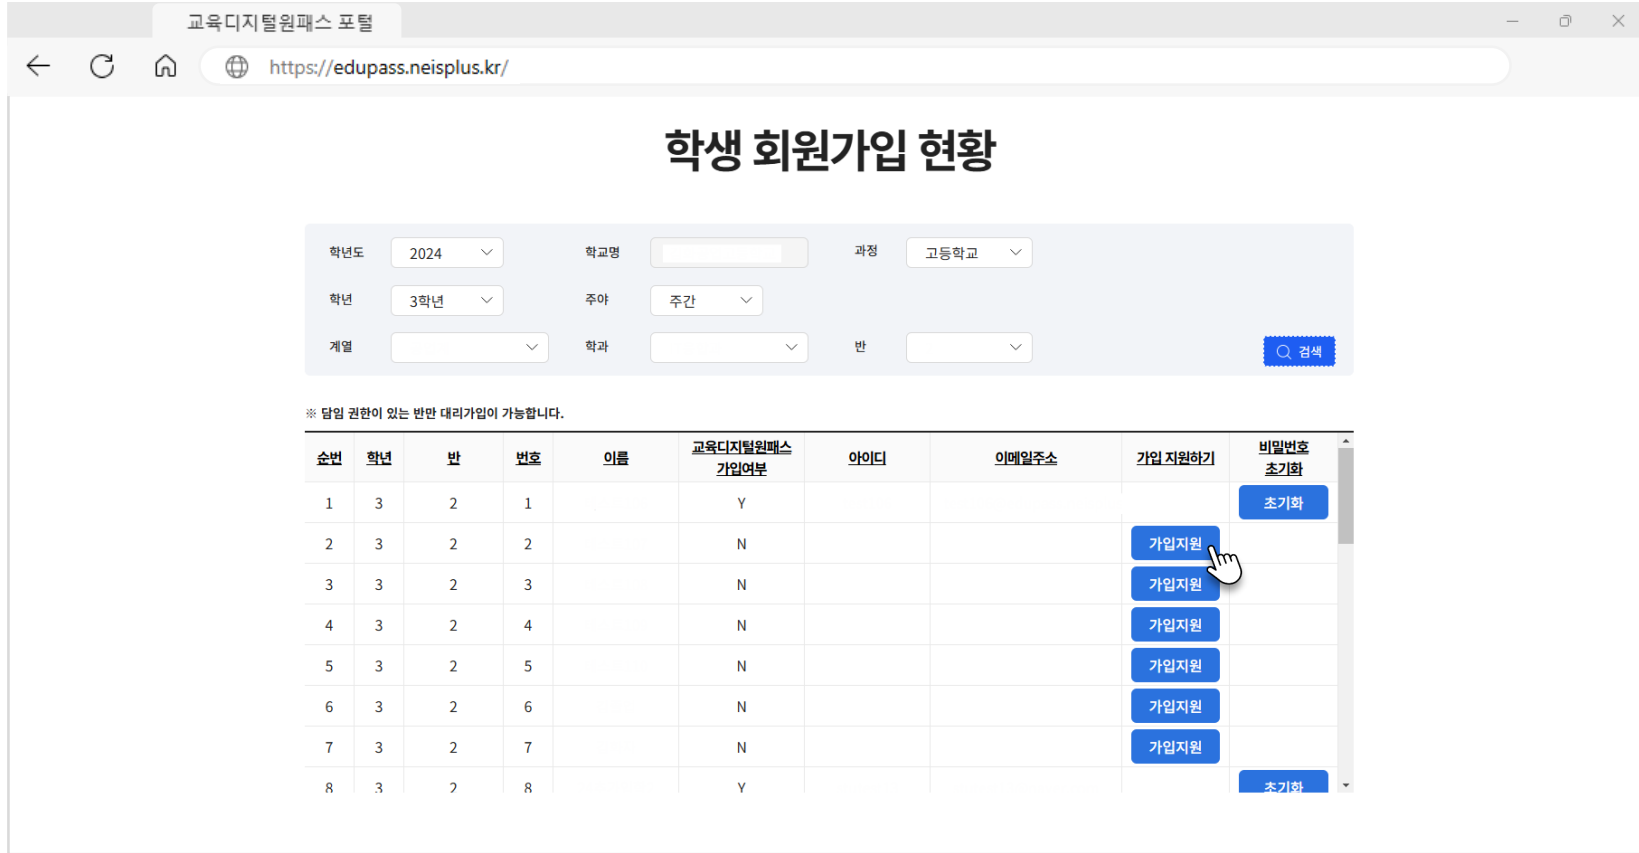 교육디지털원패스 포털
https://edupass.neisplus.kr/
학생 회원가입 현황
학년도 2024 학교명 과정 고등학교
학년 3학년 주야 주간
계열 학과 반 검색
※ 담임 권한이 있는 반만 대리가입이 가능합니다.
순번 학년 반 번호 이름 교육디지털원패스 가입여부 아이디 이메일주소 가입 지원하기 비밀번호 초기화
1 3 2 1 Y 초기화
2 3 2 2 N 가입지원
3 3 2 3 N 가입지원
4 3 2 4 N 가입지원
5 3 2 5 N 가입지원
6 3 2 6 N 가입지원
7 3 2 7 N 가입지원
8 3 2 8 Y 초기화